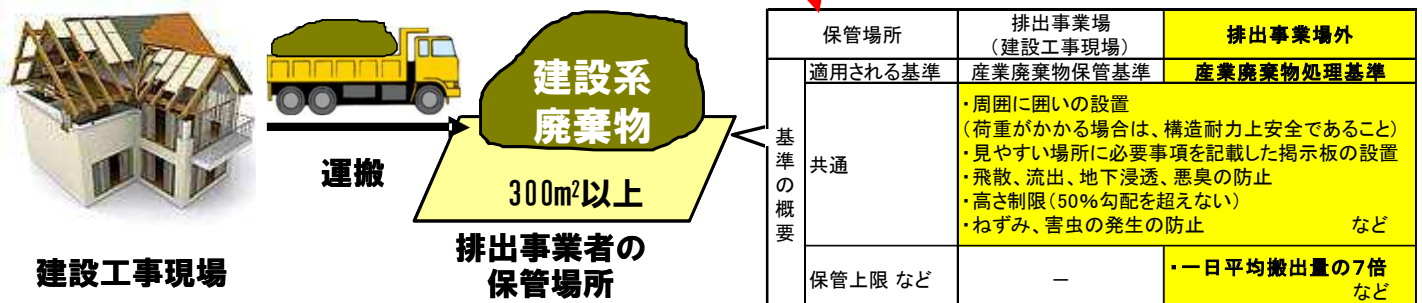 建設工事現場
運搬
建設系
廃棄物
300m²以上
排出事業者の
保管場所
保管場所
排出事業場
（建設工事現場）
排出事業場外
基準の概要
適用される基準
産業廃棄物保管基準
産業廃棄物処理基準
共通
・周囲に囲いの設置
（荷重がかかる場合は、構造耐力上安全であること）
・見やすい場所に必要事項を記載した掲示板の設置
・飛散、流出、地下浸透、悪臭の防止
・高さ制限（50％勾配を超えない）
・ねずみ、害虫の発生の防止 など
保管上限 など
－
・一日平均搬出量の7倍
など